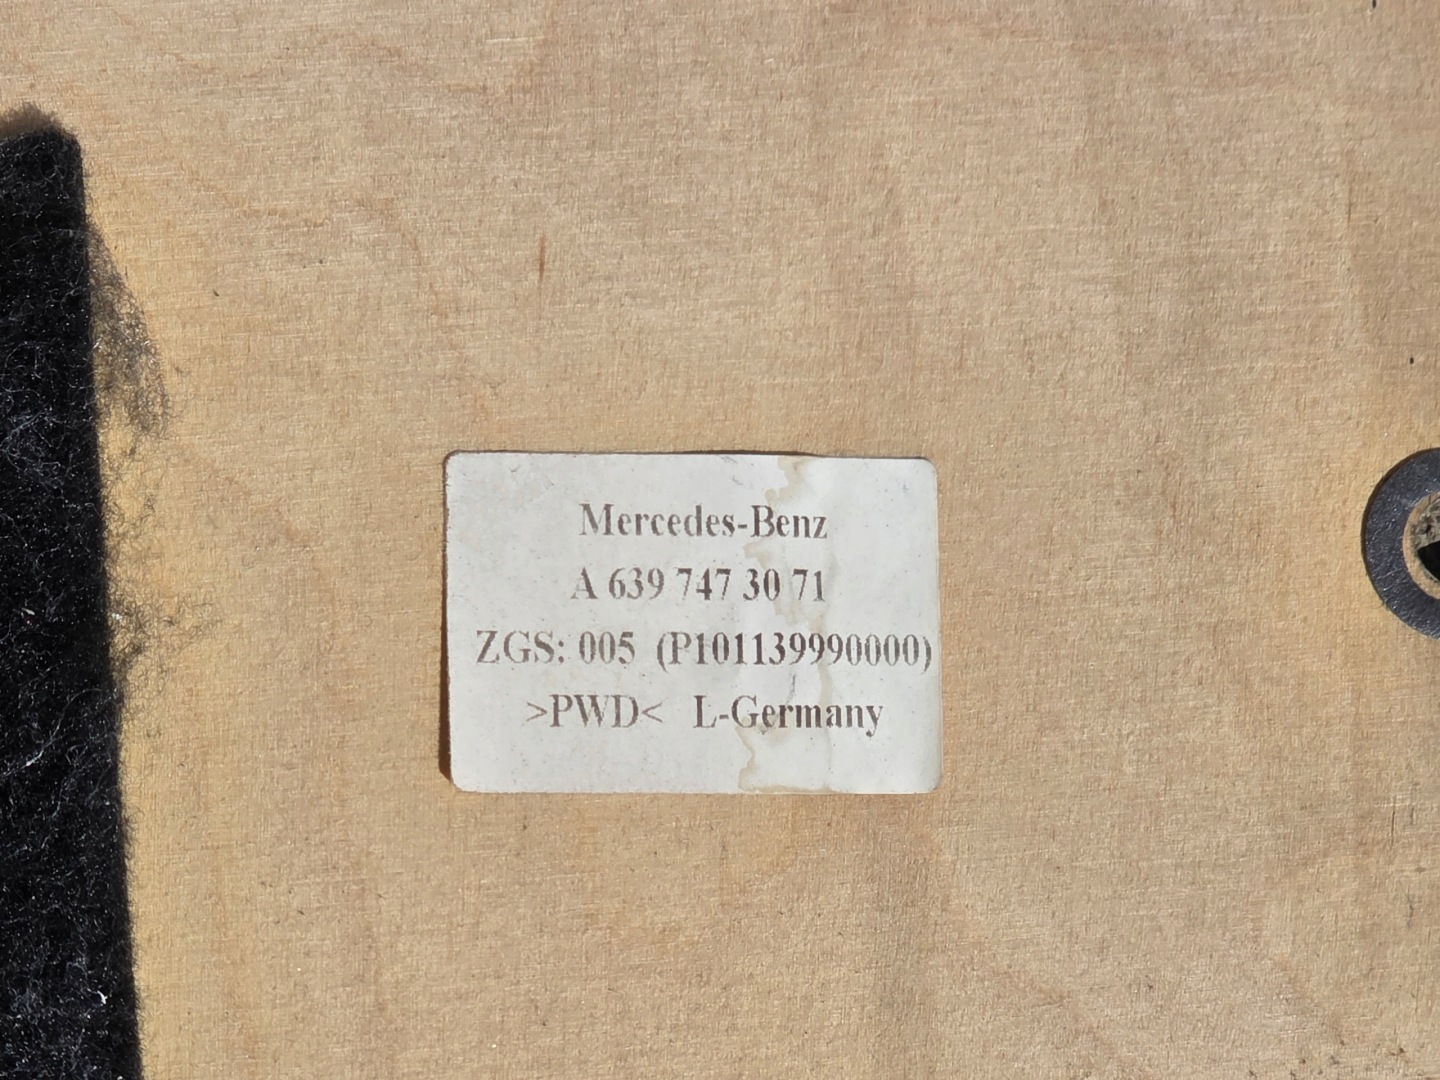 Mercedes-Benz
A 639 747 30 71
ZGS: 005 (P101139990000)
>PWD< L-Germany